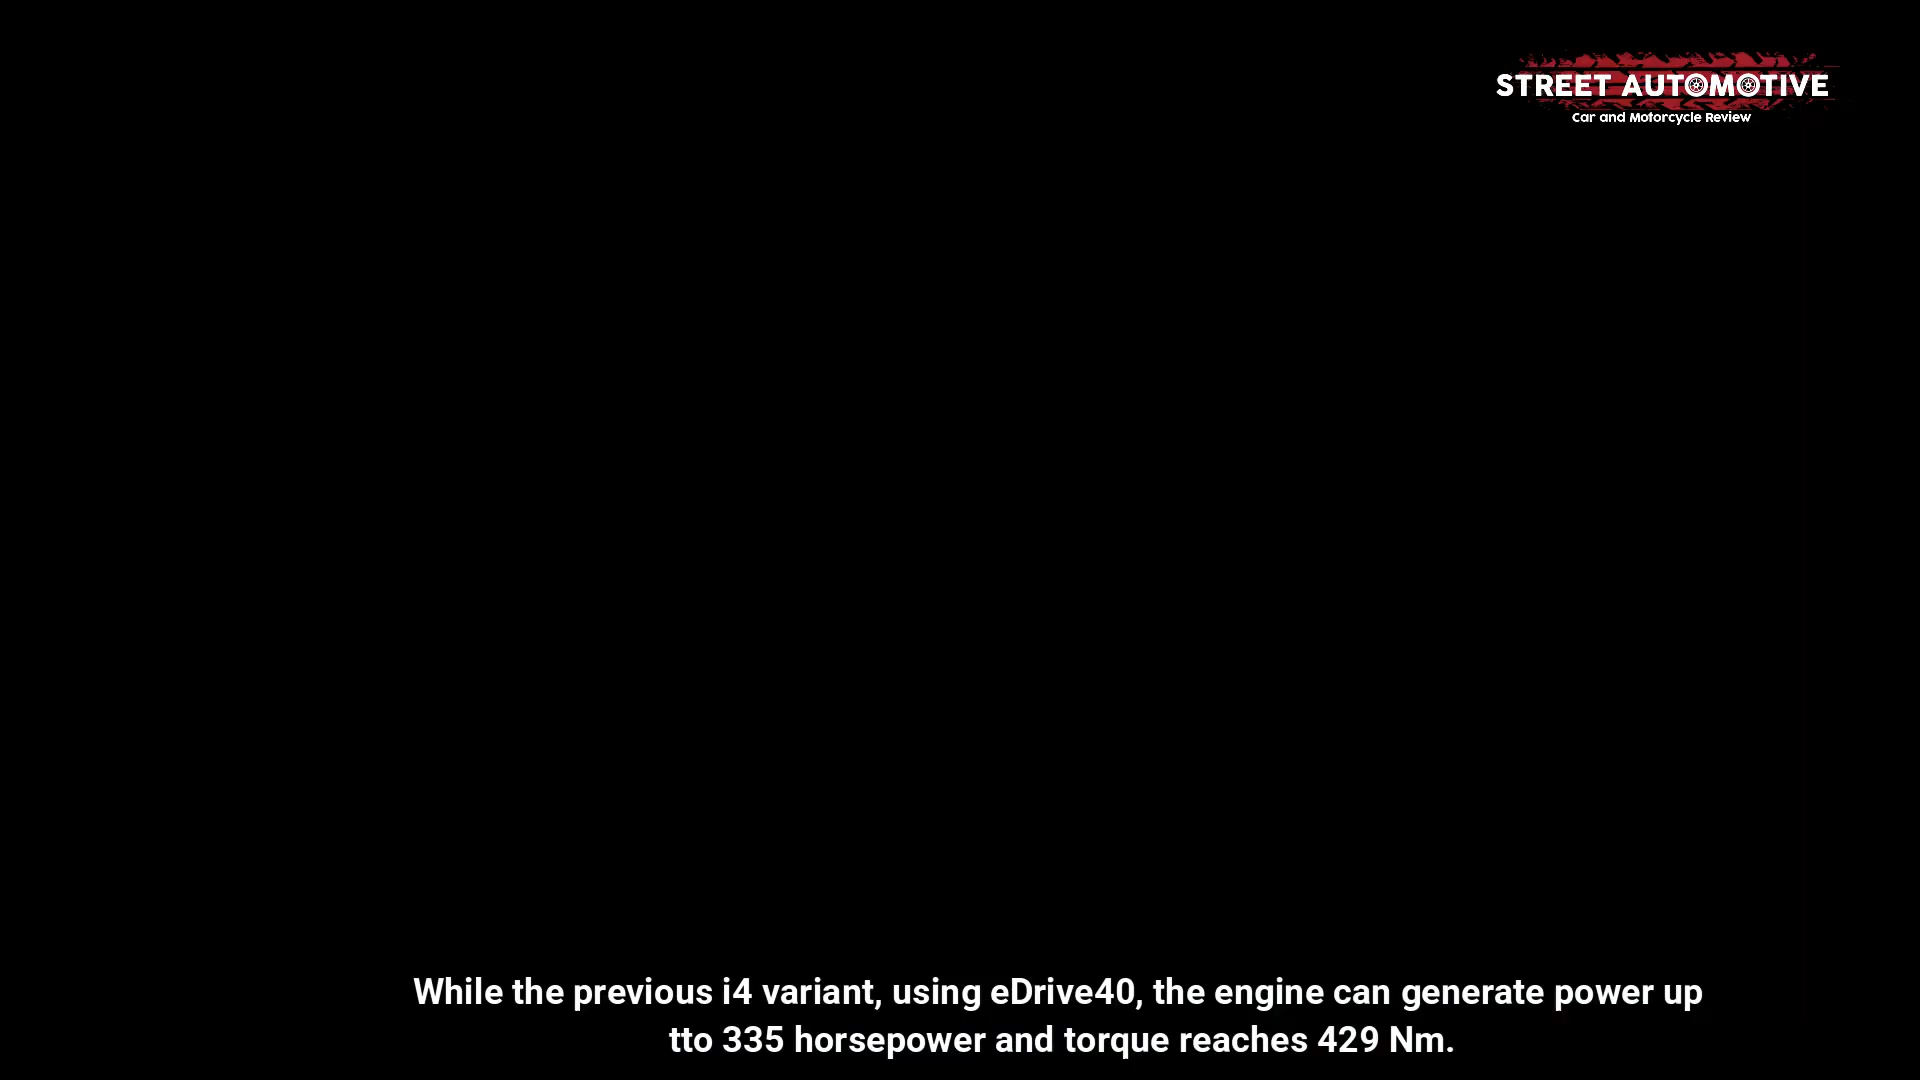 STREET AUTOMOTIVE
Car and Motorcycle Review
While the previous i4 variant, using eDrive40, the engine can generate power up
tto 335 horsepower and torque reaches 429 Nm.